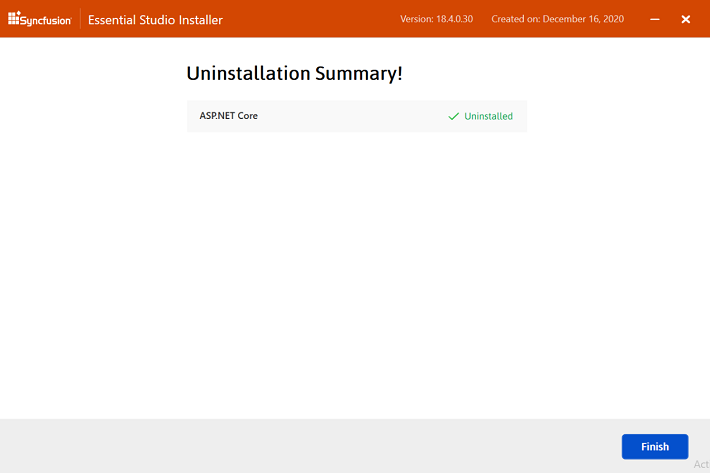 Syncfusion Essential Studio Installer Version: 18.4.0.30 Created on: December 16, 2020
Uninstallation Summary!
ASP.NET Core Uninstalled
Finish
Act